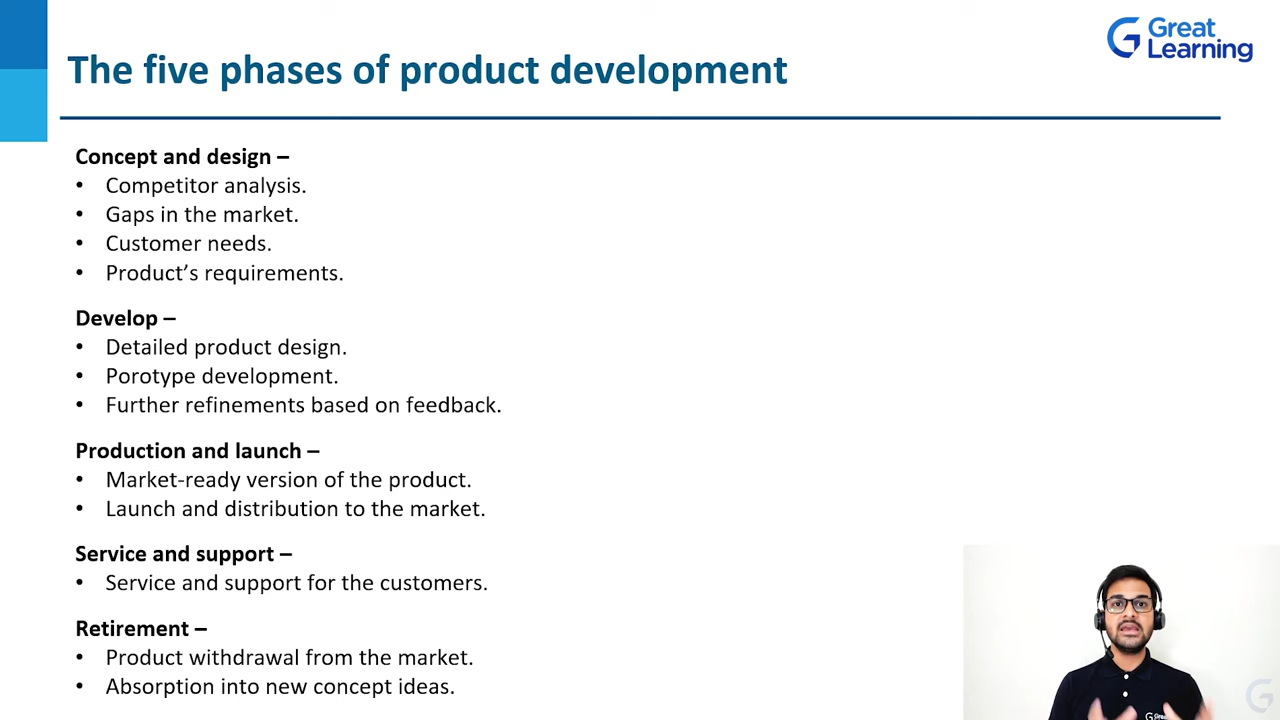 The five phases of product development
Great
Learning
Concept and design –
• Competitor analysis.
• Gaps in the market.
• Customer needs.
• Product’s requirements.
Develop –
• Detailed product design.
• Porotype development.
• Further refinements based on feedback.
Production and launch –
• Market-ready version of the product.
• Launch and distribution to the market.
Service and support –
• Service and support for the customers.
Retirement –
• Product withdrawal from the market.
• Absorption into new concept ideas.
Great